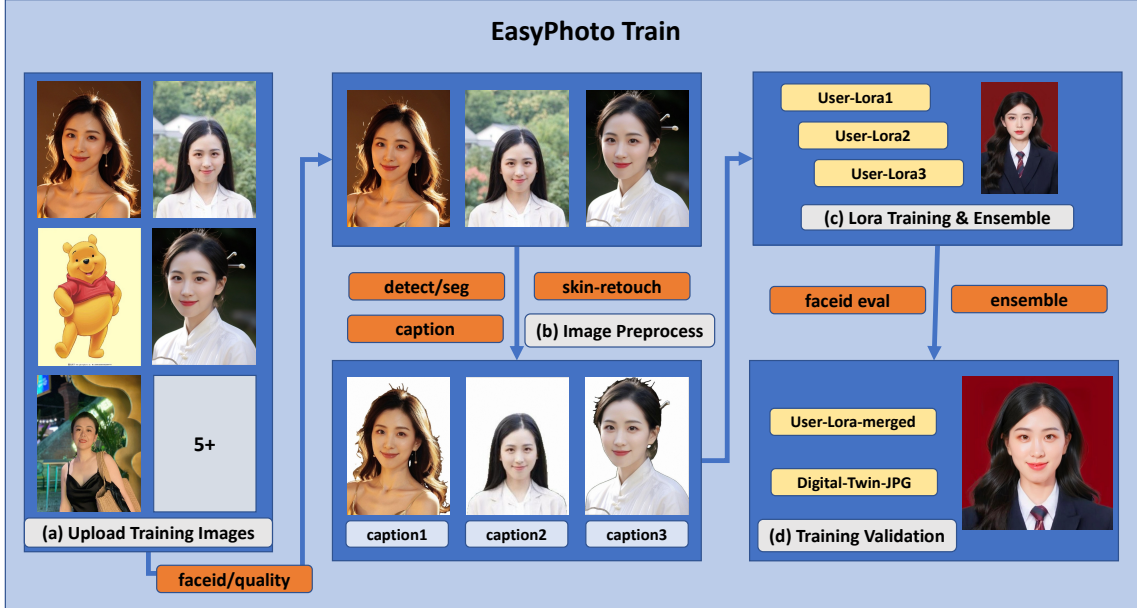 EasyPhoto Train
5+
(a) Upload Training Images
faceid/quality
detect/seg
skin-retouch
caption
(b) Image Preprocess
caption1
caption2
caption3
User-Lora1
User-Lora2
User-Lora3
(c) Lora Training & Ensemble
faceid eval
ensemble
User-Lora-merged
Digital-Twin-JPG
(d) Training Validation